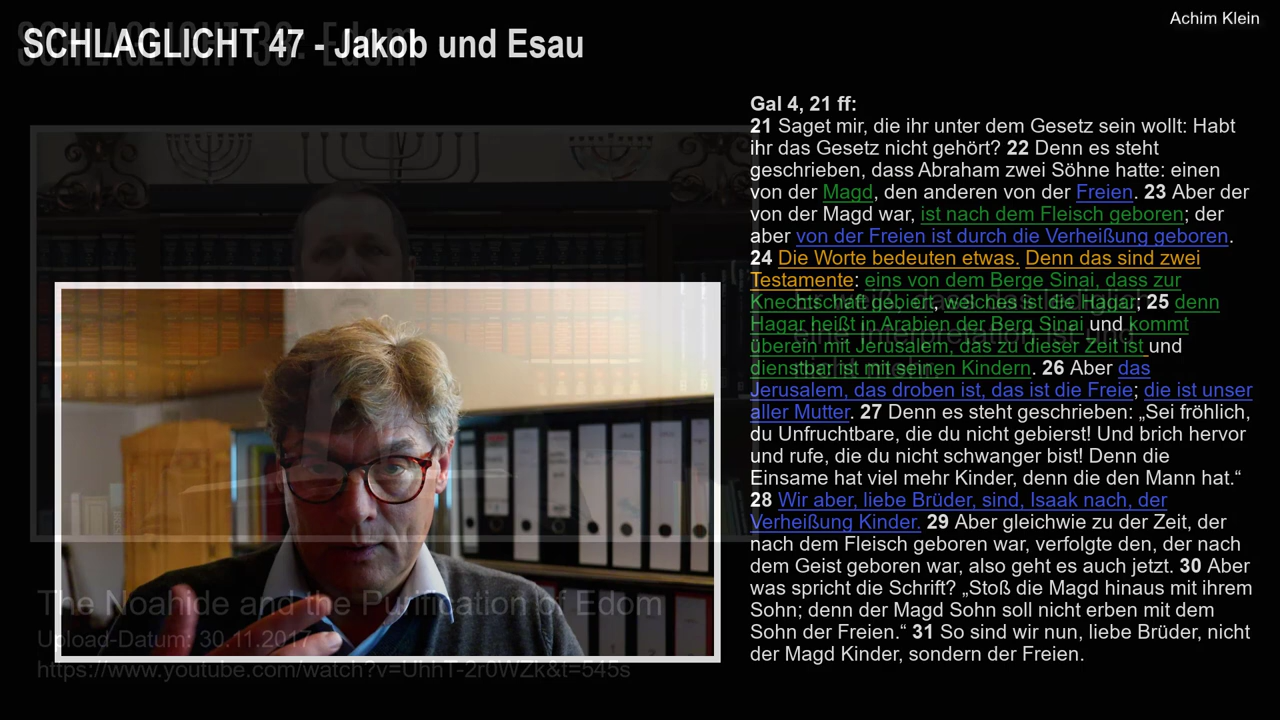 Achim Klein
SCHLAGLICHT 47 - Jakob und Esau
Gal 4, 21 ff:
21 Saget mir, die ihr unter dem Gesetz sein wollt: Habt
ihr das Gesetz nicht gehört? 22 Denn es steht
geschrieben, dass Abraham zwei Söhne hatte: einen
von der Magd, den anderen von der Freien. 23 Aber der
von der Magd war, ist nach dem Fleisch geboren; der
aber von der Freien ist durch die Verheißung geboren.
24 Die Worte bedeuten etwas. Denn das sind zwei
Testamente: eins von dem Berge Sinai, dass zur
Knechtschaft gebiert, welches ist die Hagar; 25 denn
Hagar heißt in Arabien der Berg Sinai und kommt
überein mit Jerusalem, das zu dieser Zeit ist und
dienstbar ist mit seinen Kindern. 26 Aber das
Jerusalem, das droben ist, das ist die Freie; die ist unser
aller Mutter. 27 Denn es steht geschrieben: „Sei fröhlich,
du Unfruchtbare, die du nicht gebierst! Und brich hervor
und rufe, die du nicht schwanger bist! Denn die
Einsame hat viel mehr Kinder, denn die den Mann hat.“
28 Wir aber, liebe Brüder, sind, Isaak nach, der
Verheißung Kinder. 29 Aber gleichwie zu der Zeit, der
nach dem Fleisch geboren war, verfolgte den, der nach
dem Geist geboren war, also geht es auch jetzt. 30 Aber
was spricht die Schrift? „Stoß die Magd hinaus mit ihrem
Sohn; denn der Magd Sohn soll nicht erben mit dem
Sohn der Freien.“ 31 So sind wir nun, liebe Brüder, nicht
der Magd Kinder, sondern der Freien.
The Noahide and the Purification of Edom
Upload-Datum: 30.11.2017
https://www.youtube.com/watch?v=UhhT-2r0WZk&t=545s